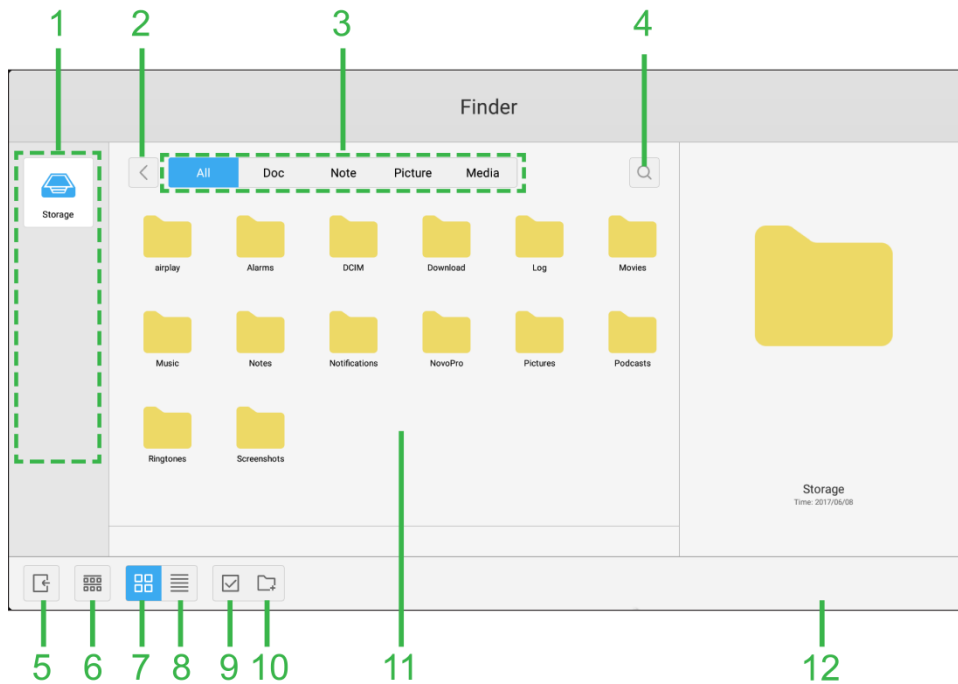 1 2 3 4
Finder
All Doc Note Picture Media
Storage
airplay Alarms DCIM Download Log Movies
Music Notes Notifications NovoPro Pictures Podcasts
Ringtones Screenshots
Storage
Time: 2017/06/08
5 6 7 8 9 10 11 12